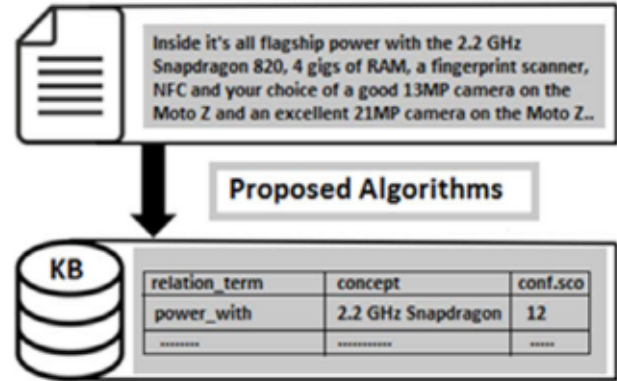 Inside it's all flagship power with the 2.2 GHz
Snapdragon 820, 4 gigs of RAM, a fingerprint scanner,
NFC and your choice of a good 13MP camera on the
Moto Z and an excellent 21MP camera on the Moto Z..
Proposed Algorithms
KB
relation_term concept conf.sco
power_with 2.2 GHz Snapdragon 12
........ ........... .....